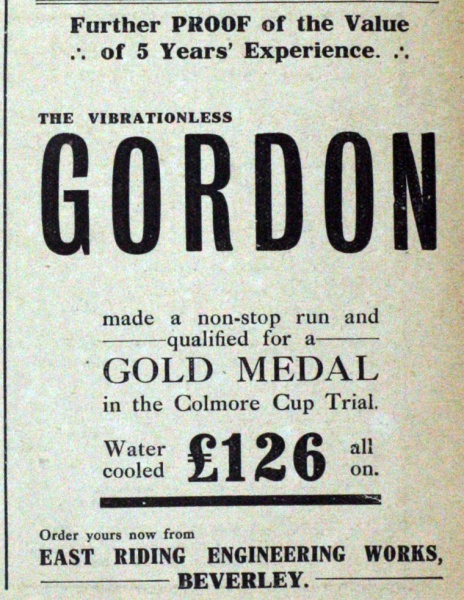 Further PROOF of the Value
∴ of 5 Years' Experience. ∴
THE VIBRATIONLESS
GORDON
made a non-stop run and
qualified for a
GOLD MEDAL
in the Colmore Cup Trial.
Water cooled £126 all on.
Order yours now from
EAST RIDING ENGINEERING WORKS,
BEVERLEY.